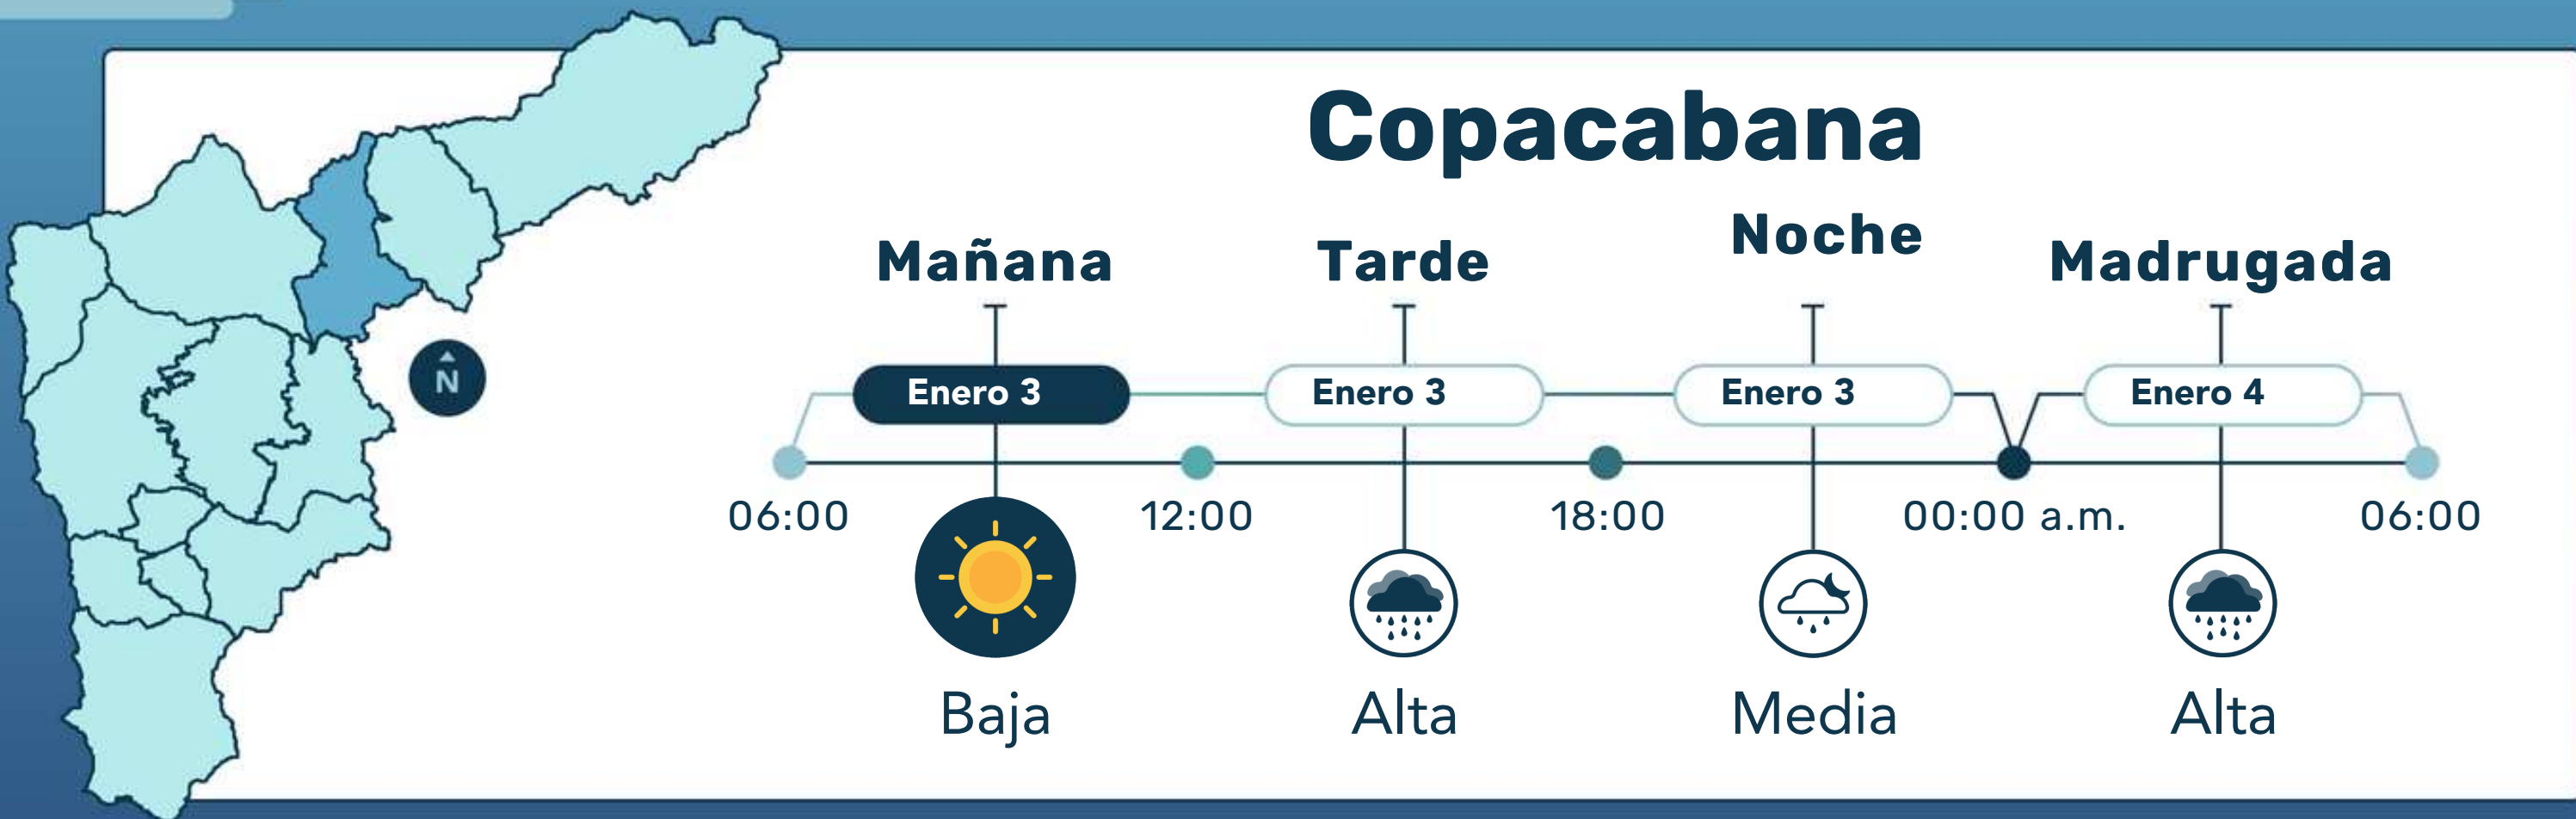 Copacabana
Mañana
Tarde
Noche
Madrugada
N
Enero 3
Enero 3
Enero 3
Enero 4
06:00
12:00
18:00
00:00 a.m.
06:00
Baja
Alta
Media
Alta